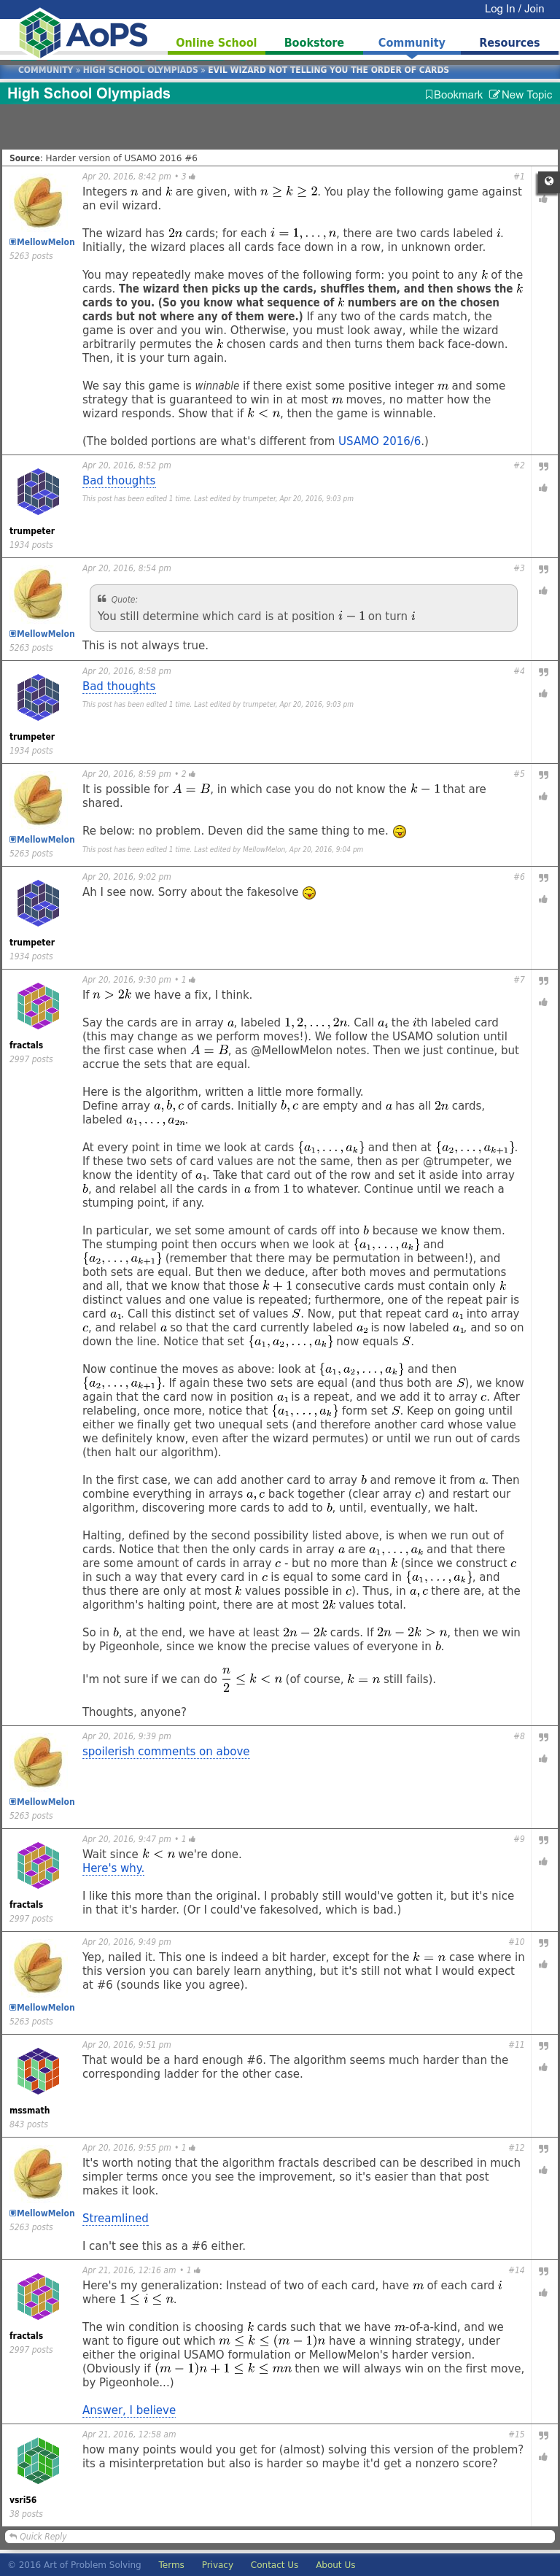 Log In / Join
AoPS
Online School Bookstore Community Resources
COMMUNITY » HIGH SCHOOL OLYMPIADS » EVIL WIZARD NOT TELLING YOU THE ORDER OF CARDS
High School Olympiads Bookmark New Topic
Source: Harder version of USAMO 2016 #6
Apr 20, 2016, 8:42 pm • 3 #1
MellowMelon
5263 posts
Integers n and k are given, with n ≥ k ≥ 2. You play the following game against
an evil wizard.
The wizard has 2n cards; for each i = 1, . . . , n, there are two cards labeled i.
Initially, the wizard places all cards face down in a row, in unknown order.
You may repeatedly make moves of the following form: you point to any k of the
cards. The wizard then picks up the cards, shuffles them, and then shows the k
cards to you. (So you know what sequence of k numbers are on the chosen
cards but not where any of them were.) If any two of the cards match, the
game is over and you win. Otherwise, you must look away, while the wizard
arbitrarily permutes the k chosen cards and then turns them back face-down.
Then, it is your turn again.
We say this game is winnable if there exist some positive integer m and some
strategy that is guaranteed to win in at most m moves, no matter how the
wizard responds. Show that if k < n, then the game is winnable.
(The bolded portions are what's different from USAMO 2016/6.)
Apr 20, 2016, 8:52 pm #2
Bad thoughts
This post has been edited 1 time. Last edited by trumpeter, Apr 20, 2016, 9:03 pm
trumpeter
1934 posts
Apr 20, 2016, 8:54 pm #3
Quote:
You still determine which card is at position i − 1 on turn i
MellowMelon
5263 posts
This is not always true.
Apr 20, 2016, 8:58 pm #4
Bad thoughts
This post has been edited 1 time. Last edited by trumpeter, Apr 20, 2016, 9:03 pm
trumpeter
1934 posts
Apr 20, 2016, 8:59 pm • 2 #5
It is possible for A = B, in which case you do not know the k − 1 that are
shared.
Re below: no problem. Deven did the same thing to me.
This post has been edited 1 time. Last edited by MellowMelon, Apr 20, 2016, 9:04 pm
MellowMelon
5263 posts
Apr 20, 2016, 9:02 pm #6
Ah I see now. Sorry about the fakesolve
trumpeter
1934 posts
Apr 20, 2016, 9:30 pm • 1 #7
fractals
2997 posts
If n > 2k we have a fix, I think.
Say the cards are in array a, labeled 1, 2, . . . , 2n. Call aᵢ the ith labeled card
(this may change as we permute moves!). We follow the USAMO solution until
the first case when A = B, as @MellowMelon notes. Then we just continue, but
accrue the sets that are equal.
Here is the algorithm, written a little more formally.
Define array a, b, c of cards. Initially b, c are empty and a has all 2n cards,
labeled a₁, . . . , a₂ₙ.
At every point in time we look at cards {a₁, . . . , aₖ} and then at {a₂, . . . , aₖ₊₁}.
If these two sets of card values are not the same, then as per @trumpeter, we
know the identity of a₁. Take that card out of the row and set it aside into array
b, and relabel all the cards in a from 1 to whatever. Continue until we reach a
stumping point, if any.
In particular, we set some amount of cards off into b because we know them.
The stumping point then occurs when we look at {a₁, . . . , aₖ} and
{a₂, . . . , aₖ₊₁} (remember that there may be permutation in between!), and
both sets are equal. But then we deduce, after both moves and permutations
and all, that we know that those k + 1 consecutive cards must contain only k
distinct values and one value is repeated; furthermore, one of the repeat pair is
card a₁. Call this distinct set of values S. Now, put that repeat card a₁ into array
c, and relabel a so that the card currently labeled a₂ is now labeled a₁, and so on
down the line. Notice that set {a₁, a₂, . . . , aₖ} now equals S.
Now continue the moves as above: look at {a₁, a₂, . . . , aₖ} and then
{a₂, . . . , aₖ₊₁}. If again these two sets are equal (and thus both are S), we know
again that the card now in position a₁ is a repeat, and we add it to array c. After
relabeling, once more, notice that {a₁, . . . , aₖ} form set S. Keep on going until
either we finally get two unequal sets (and therefore another card whose value
we definitely know, even after the wizard permutes) or until we run out of cards
(then halt our algorithm).
In the first case, we can add another card to array b and remove it from a. Then
combine everything in arrays a, c back together (clear array c) and restart our
algorithm, discovering more cards to add to b, until, eventually, we halt.
Halting, defined by the second possibility listed above, is when we run out of
cards. Notice that then the only cards in array a are a₁, . . . , aₖ and that there
are some amount of cards in array c - but no more than k (since we construct c
in such a way that every card in c is equal to some card in {a₁, . . . , aₖ}, and
thus there are only at most k values possible in c). Thus, in a, c there are, at the
algorithm's halting point, there are at most 2k values total.
So in b, at the end, we have at least 2n − 2k cards. If 2n − 2k > n, then we win
by Pigeonhole, since we know the precise values of everyone in b.
I'm not sure if we can do n/2 ≤ k < n (of course, k = n still fails).
Thoughts, anyone?
Apr 20, 2016, 9:39 pm #8
spoilerish comments on above
MellowMelon
5263 posts
Apr 20, 2016, 9:47 pm • 1 #9
Wait since k < n we're done.
Here's why.
fractals
2997 posts
I like this more than the original. I probably still would've gotten it, but it's nice
in that it's harder. (Or I could've fakesolved, which is bad.)
Apr 20, 2016, 9:49 pm #10
Yep, nailed it. This one is indeed a bit harder, except for the k = n case where in
this version you can barely learn anything, but it's still not what I would expect
at #6 (sounds like you agree).
MellowMelon
5263 posts
Apr 20, 2016, 9:51 pm #11
That would be a hard enough #6. The algorithm seems much harder than the
corresponding ladder for the other case.
mssmath
843 posts
Apr 20, 2016, 9:55 pm • 1 #12
It's worth noting that the algorithm fractals described can be described in much
simpler terms once you see the improvement, so it's easier than that post
makes it look.
MellowMelon
5263 posts
Streamlined
I can't see this as a #6 either.
Apr 21, 2016, 12:16 am • 1 #14
Here's my generalization: Instead of two of each card, have m of each card i
where 1 ≤ i ≤ n.
fractals
2997 posts
The win condition is choosing k cards such that we have m-of-a-kind, and we
want to figure out which m ≤ k ≤ (m − 1)n have a winning strategy, under
either the original USAMO formulation or MellowMelon's harder version.
(Obviously if (m − 1)n + 1 ≤ k ≤ mn then we will always win on the first move,
by Pigeonhole...)
Answer, I believe
Apr 21, 2016, 12:58 am #15
how many points would you get for (almost) solving this version of the problem?
its a misinterpretation but also is harder so maybe it'd get a nonzero score?
vsri56
38 posts
Quick Reply
© 2016 Art of Problem Solving Terms Privacy Contact Us About Us